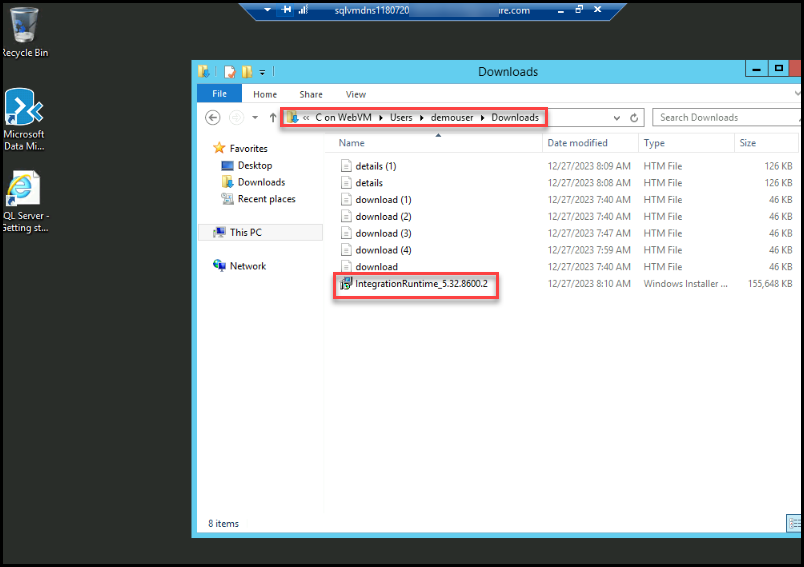 sqlvmdns1180720 re.com
Recycle Bin
Microsoft
Data Mi...
QL Server -
Getting st...
Downloads
File Home Share View
« C on WebVM Users demouser Downloads
Search Downloads
Name Date modified Type Size
Favorites
Desktop
Downloads
Recent places
This PC
Network
details (1) 12/27/2023 8:09 AM HTM File 126 KB
details 12/27/2023 8:08 AM HTM File 126 KB
download (1) 12/27/2023 7:40 AM HTM File 46 KB
download (2) 12/27/2023 7:40 AM HTM File 46 KB
download (3) 12/27/2023 7:47 AM HTM File 46 KB
download (4) 12/27/2023 7:59 AM HTM File 46 KB
download 12/27/2023 7:40 AM HTM File 46 KB
IntegrationRuntime_5.32.8600.2 12/27/2023 8:10 AM Windows Installer ... 155,648 KB
8 items